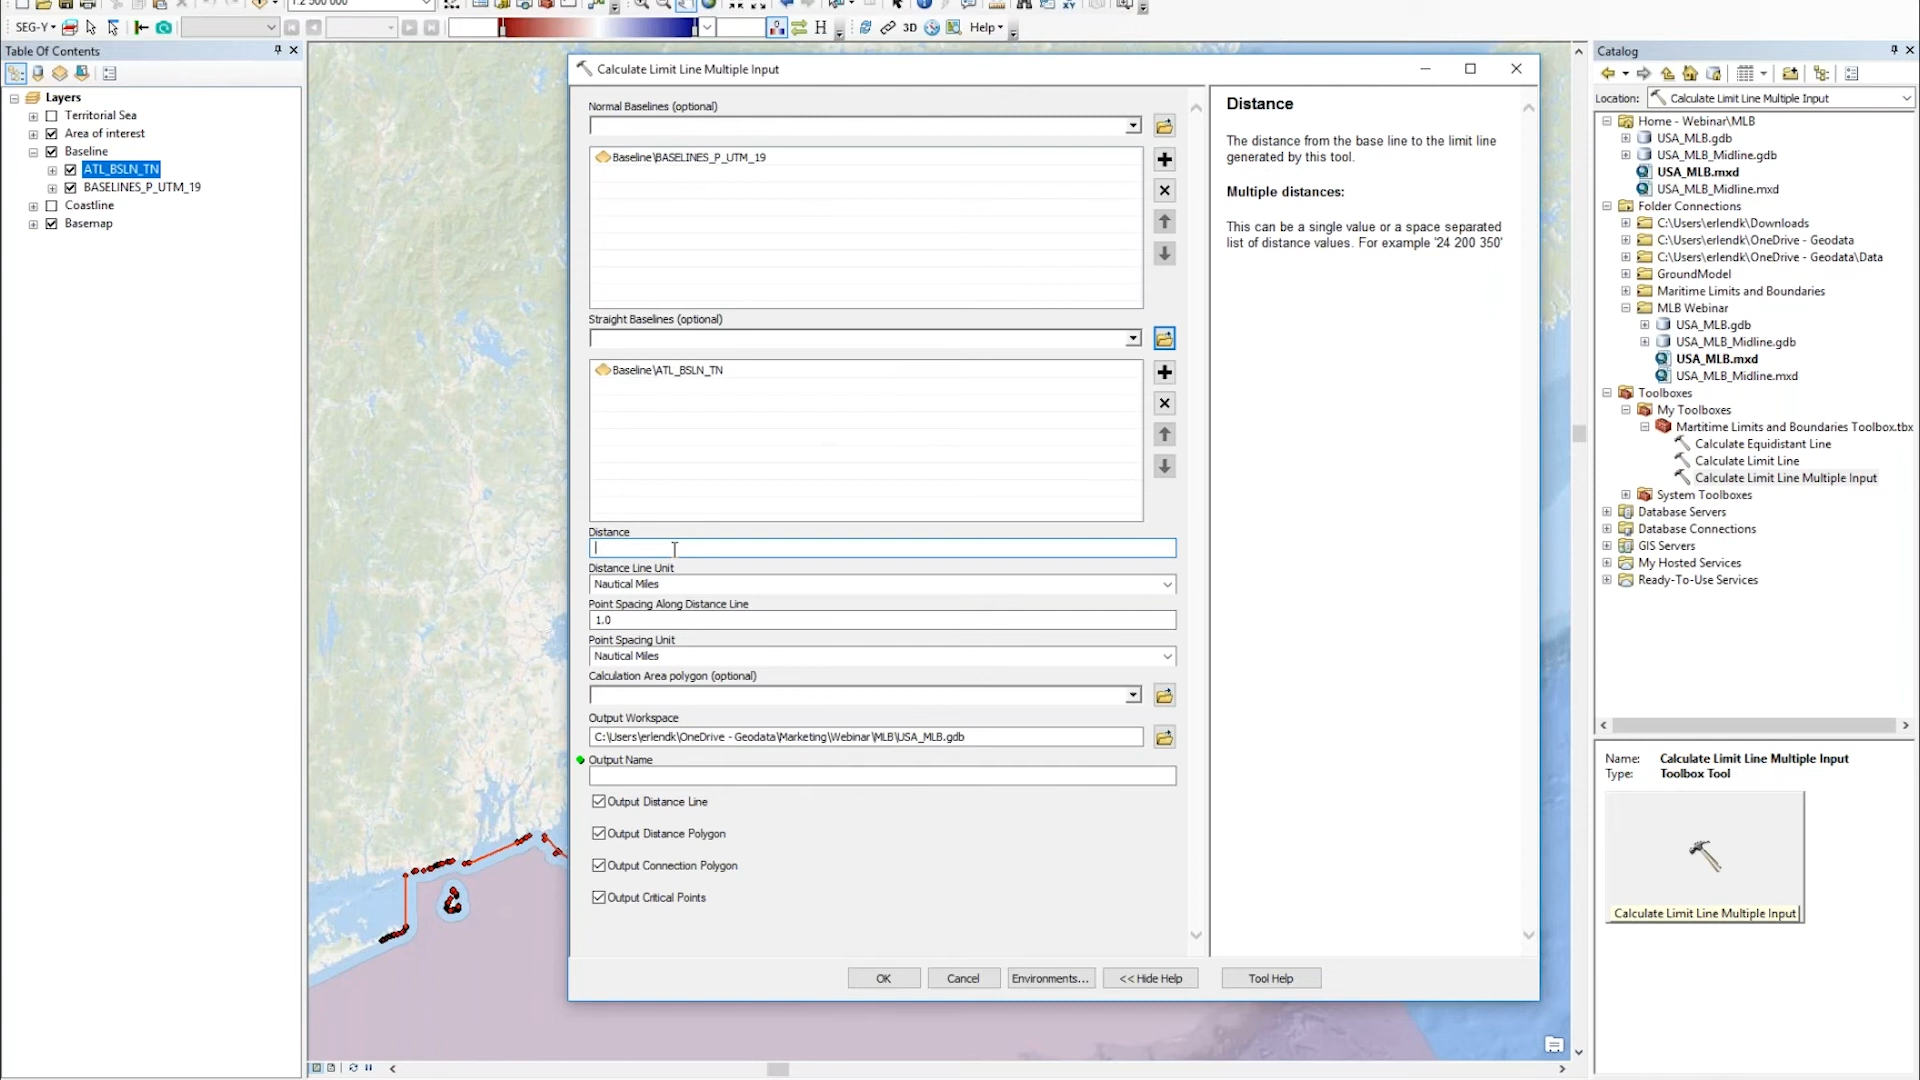 1:2 500 000
SEG-Y
3D
Help
Table Of Contents
Layers
Territorial Sea
Area of interest
Baseline
ATL_BSLN_TN
BASELINES_P_UTM_19
Coastline
Basemap
Calculate Limit Line Multiple Input
Normal Baselines (optional)
Baseline\BASELINES_P_UTM_19
Straight Baselines (optional)
Baseline\ATL_BSLN_TN
Distance
Distance Line Unit
Nautical Miles
Point Spacing Along Distance Line
1.0
Point Spacing Unit
Nautical Miles
Calculation Area polygon (optional)
Output Workspace
C:\Users\erlendk\OneDrive - Geodata\Marketing\Webinar\MLB\USA_MLB.gdb
Output Name
Output Distance Line
Output Distance Polygon
Output Connection Polygon
Output Critical Points
OK
Cancel
Environments...
<< Hide Help
Tool Help
Distance
The distance from the base line to the limit line
generated by this tool.
Multiple distances:
This can be a single value or a space separated
list of distance values. For example '24 200 350'
Catalog
Location:
Calculate Limit Line Multiple Input
Home - Webinar\MLB
USA_MLB.gdb
USA_MLB_Midline.gdb
USA_MLB.mxd
USA_MLB_Midline.mxd
Folder Connections
C:\Users\erlendk\Downloads
C:\Users\erlendk\OneDrive - Geodata
C:\Users\erlendk\OneDrive - Geodata\Data
GroundModel
Maritime Limits and Boundaries
MLB Webinar
USA_MLB.gdb
USA_MLB_Midline.gdb
USA_MLB.mxd
USA_MLB_Midline.mxd
Toolboxes
My Toolboxes
Martitime Limits and Boundaries Toolbox.tbx
Calculate Equidistant Line
Calculate Limit Line
Calculate Limit Line Multiple Input
System Toolboxes
Database Servers
Database Connections
GIS Servers
My Hosted Services
Ready-To-Use Services
Name: Calculate Limit Line Multiple Input
Type: Toolbox Tool
Calculate Limit Line Multiple Input